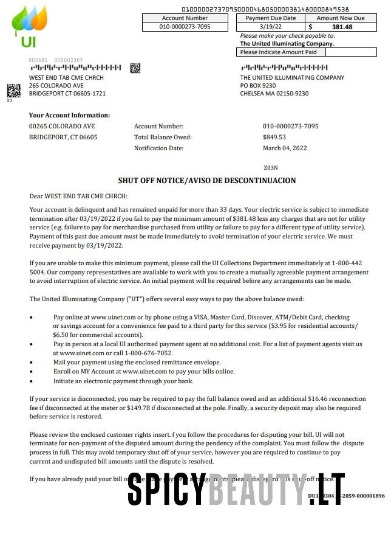 Account Number
Payment Due Date
Amount Now Due
010-0000273-7095
3/19/22
$ 381.48
Please make your check payable to:
The United Illuminating Company.
Please Indicate Amount Paid
UI
WEST END TAB CME CHRCH
265 COLORADO AVE
BRIDGEPORT CT 06605-1721
THE UNITED ILLUMINATING COMPANY
PO BOX 9230
CHELSEA MA 02150-9230
Your Account Information:
00265 COLORADO AVE
BRIDGEPORT, CT 06605
Account Number: 010-0000273-7095
Total Balance Owed: $849.53
Notification Date: March 04, 2022
Z03N
SHUT OFF NOTICE/AVISO DE DESCONTINUACION
Dear WEST END TAB CME CHRCH:
Your account is delinquent and has remained unpaid for more than 33 days. Your electric service is subject to immediate
termination after 03/19/2022 if you fail to pay the minimum amount of $381.48 less any charges that are not for utility
service (e.g. failure to pay for merchandise purchased from utility or failure to pay for a different type of utility service).
Payment of this past due amount must be made immediately to avoid termination of your electric service. We must
receive payment by 03/19/2022.
If you are unable to make this minimum payment, please call the UI Collections Department immediately at 1-800-442
5004. Our company representatives are available to work with you to create a mutually agreeable payment arrangement
to avoid interruption of electric service. An initial payment will be required before any arrangements can be made.
The United Illuminating Company ("UI") offers several easy ways to pay the above balance owed:
• Pay online at www.uinet.com or by phone using a VISA, Master Card, Discover, ATM/Debit Card, checking
or savings account for a convenience fee paid to a third party for this service ($3.95 for residential accounts/
$6.50 for commercial accounts).
• Pay in person at a local UI authorized payment agent at no additional cost. For a list of payment agents visit us
at www.uinet.com or call 1-800-676-7052.
• Mail your payment using the enclosed remittance envelope.
• Enroll on MY Account at www.uinet.com to pay your bills online.
• Initiate an electronic payment through your bank.
If your service is disconnected, you may be required to pay the full balance owed and an additional $16.46 reconnection
fee if disconnected at the meter or $149.78 if disconnected at the pole. Finally, a security deposit may also be required
before service is restored.
Please review the enclosed customer rights insert. f you follow the procedures for disputing your bill. UI will not
terminate for non-payment of the disputed amount during the pendency of the complaint. You must follow the dispute
process in full. This may avoid temporary shut off of your service, however you are required to continue to pay
current and undisputed bill amounts until the dispute is resolved.
If you have already paid your bill
SPICYBEAUTY.LT